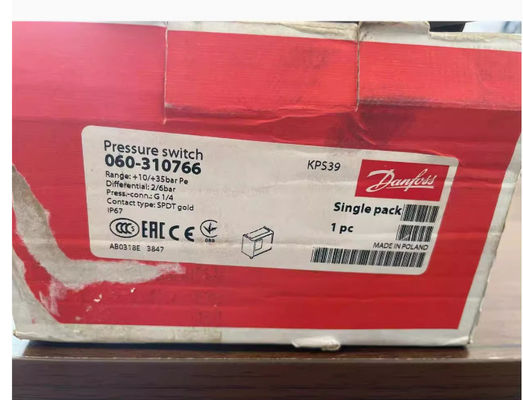 Pressure switch
060-310766
KPS39
Range: +10/+35bar Pe
Differential: 2/6bar
Press.-conn.: G 1/4
Contact type: SPDT gold
IP67
Danfoss
Single pack
1 pc
MADE IN POLAND
CCC EAC CE
AB0318E 3847